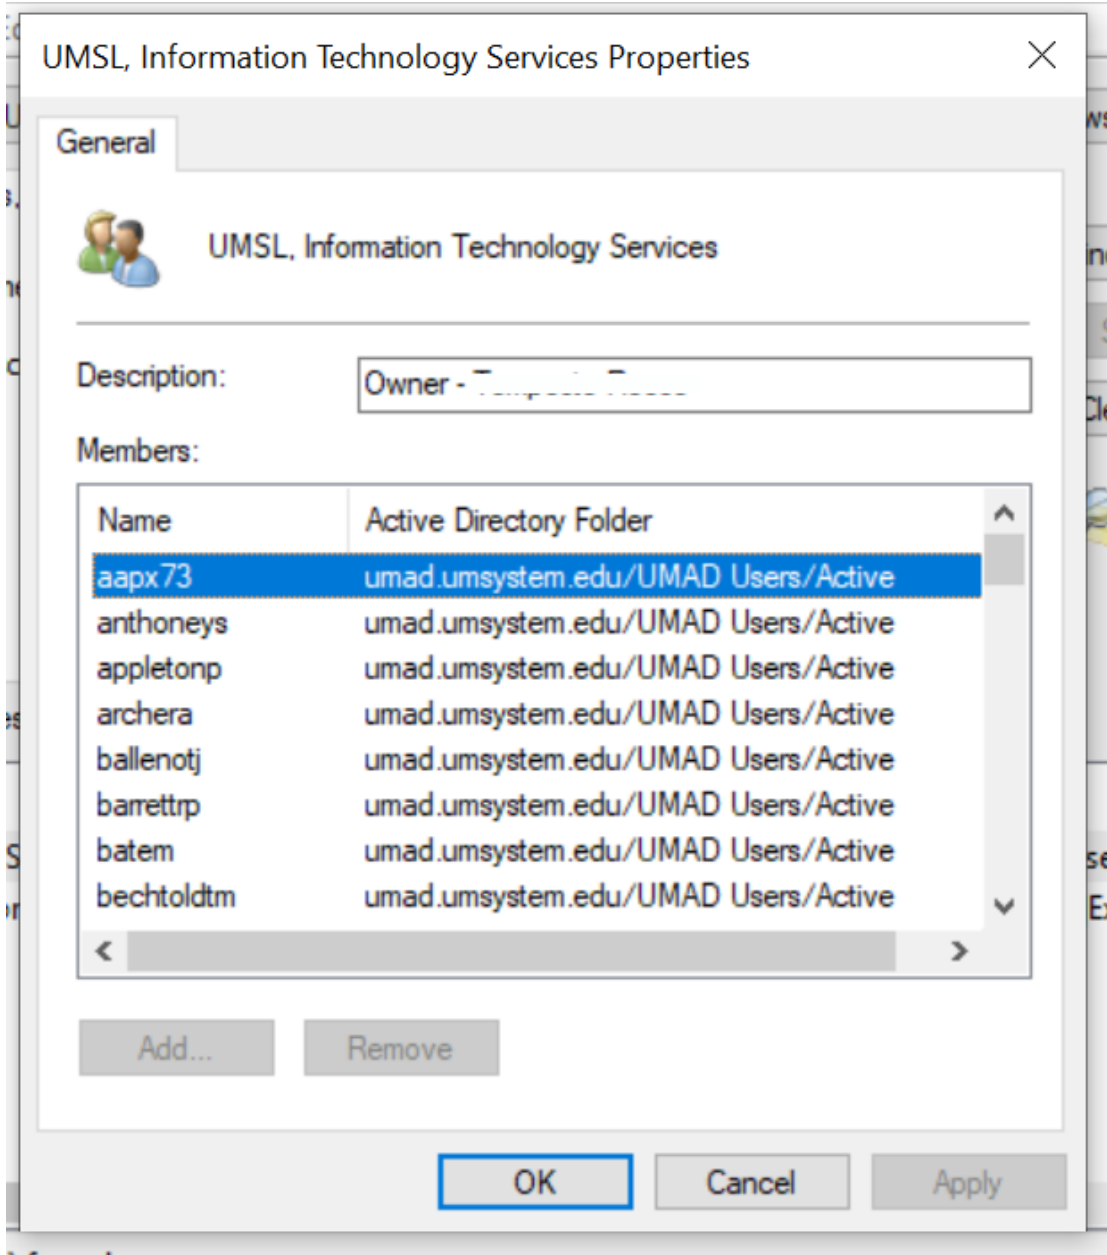 UMSL, Information Technology Services Properties
General
UMSL, Information Technology Services
Description:
Owner -
Members:
Name Active Directory Folder
aapx73 umad.umsystem.edu/UMAD Users/Active
anthoneys umad.umsystem.edu/UMAD Users/Active
appletonp umad.umsystem.edu/UMAD Users/Active
archera umad.umsystem.edu/UMAD Users/Active
ballenotj umad.umsystem.edu/UMAD Users/Active
barrettrp umad.umsystem.edu/UMAD Users/Active
batem umad.umsystem.edu/UMAD Users/Active
bechtoldtm umad.umsystem.edu/UMAD Users/Active
Add... Remove
OK Cancel Apply